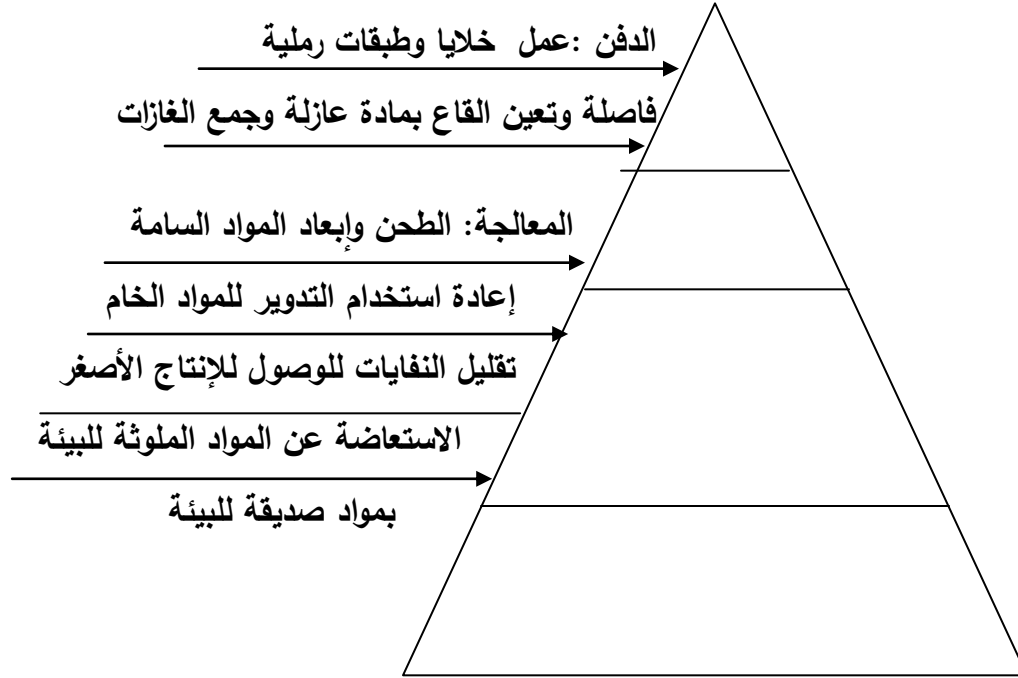 الدفن :عمل خلايا وطبقات رملية
فاصلة وتعين القاع بمادة عازلة وجمع الغازات
المعالجة: الطحن وإبعاد المواد السامة
إعادة استخدام التدوير للمواد الخام
تقليل النفايات للوصول للإنتاج الأصغر
الاستعاضة عن المواد الملوثة للبيئة
بمواد صديقة للبيئة